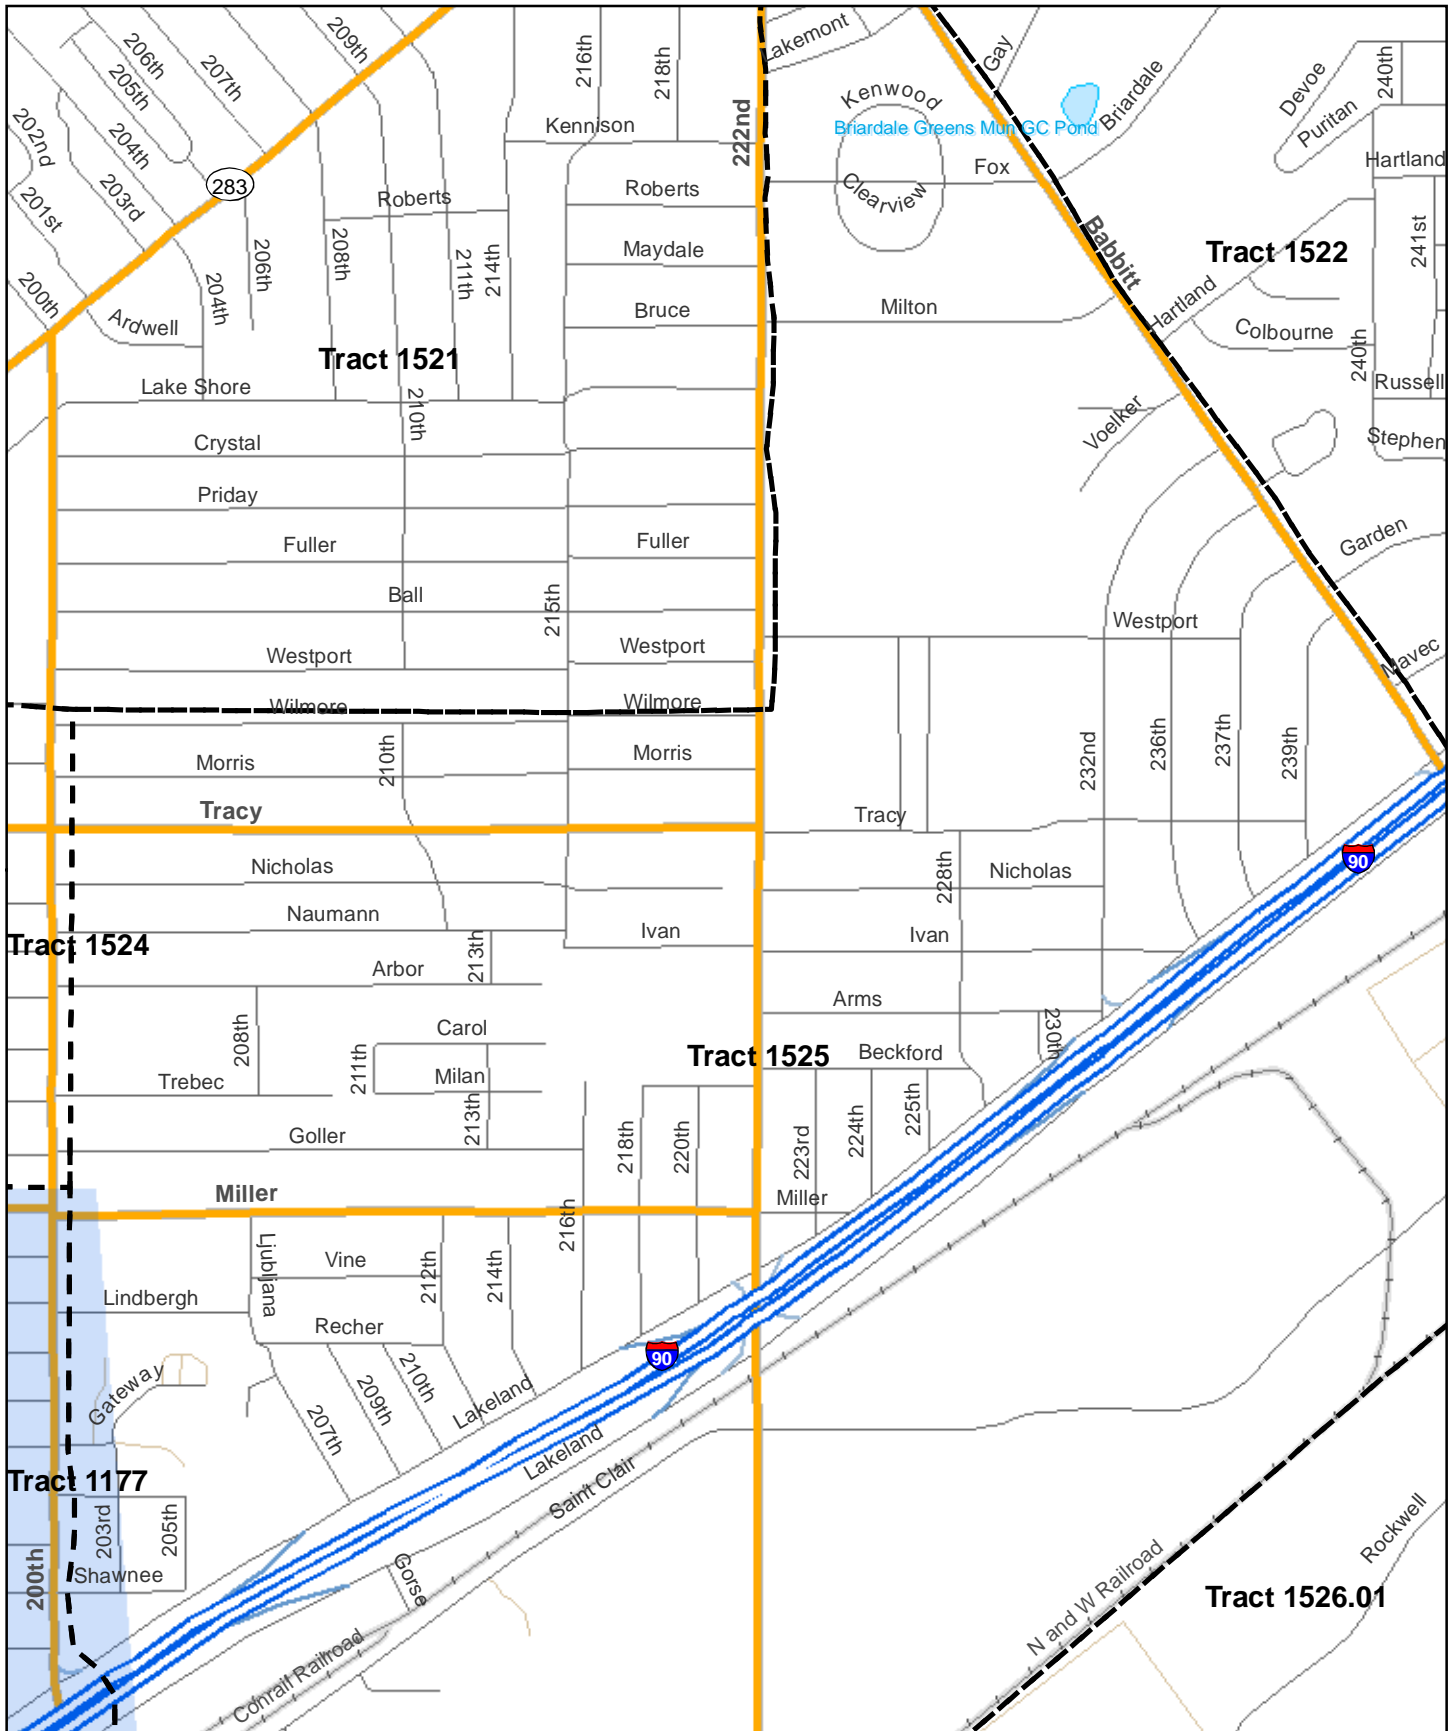 209th
216th
218th
Lakemont
Gay
206th
205th
207th
Devoe
240th
Kenwood
Briardale
Puritan
202nd
204th
Kennison
222nd
Briardale Greens Mun GC Pond
Hartland
Fox
283
Roberts
Roberts
Clearview
203rd
201st
Babbitt
241st
Tract 1522
208th
206th
211th
214th
Maydale
200th
204th
Ardwell
Bruce
Milton
Hartland
Colbourne
240th
Tract 1521
Lake Shore
Russell
210th
Voelker
Crystal
Stephen
Priday
Fuller
Fuller
Garden
Ball
215th
Westport
Westport
Westport
Mavec
Wilmore
Wilmore
Morris
210th
Morris
232nd
236th
237th
239th
Tracy
Tracy
90
Nicholas
228th
Nicholas
Naumann
Ivan
Ivan
Tract 1524
Arbor
213th
Arms
Carol
208th
211th
230th
Tract 1525
Beckford
Trebec
Milan
213th
Goller
218th
220th
223rd
224th
225th
Miller
Miller
216th
Ljubljana
Vine
212th
214th
Lindbergh
Recher
90
Gateway
207th
209th
210th
Lakeland
Lakeland
Saint Clair
Tract 1177
203rd
205th
200th
Shawnee
Gorse
Rockwell
N and W Railroad
Tract 1526.01
Conrail Railroad